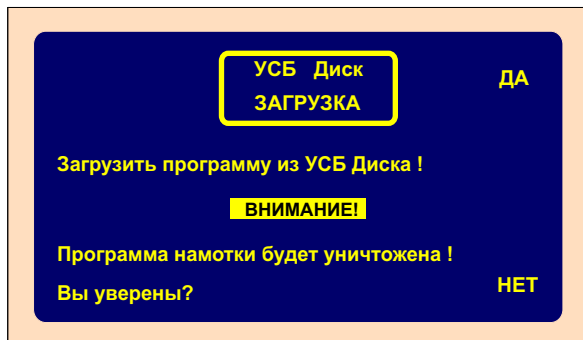 УСБ Диск
ЗАГРУЗКА
ДА
Загрузить программу из УСБ Диска !
ВНИМАНИЕ!
Программа намотки будет уничтожена !
Вы уверены?
НЕТ